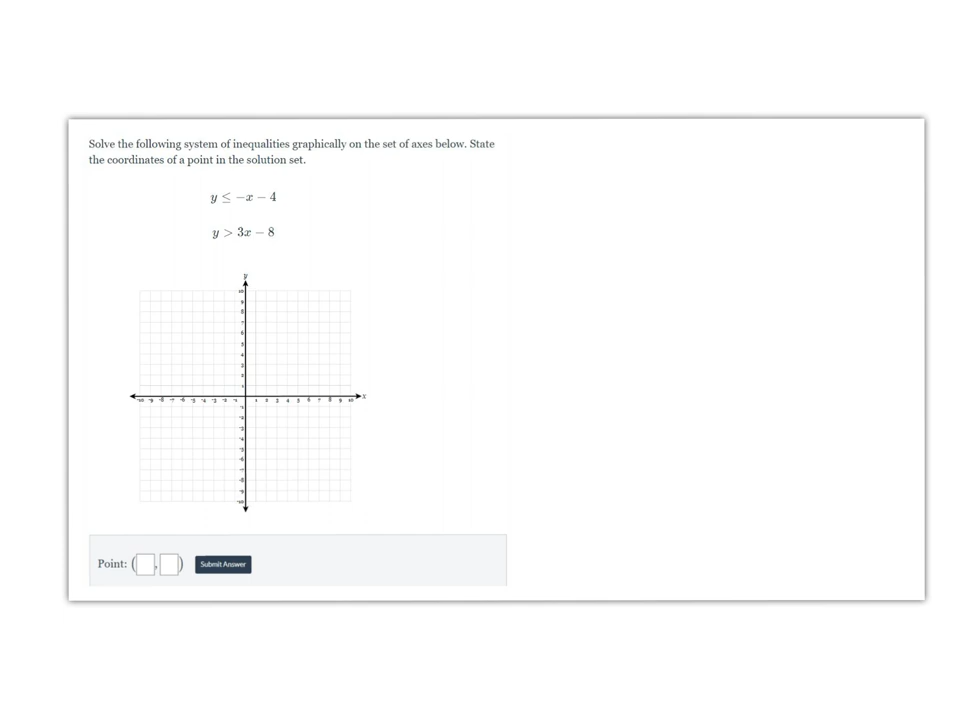 Solve the following system of inequalities graphically on the set of axes below. State
the coordinates of a point in the solution set.
y ≤ −x − 4
y > 3x − 8
y
x
Point: ( , )
Submit Answer